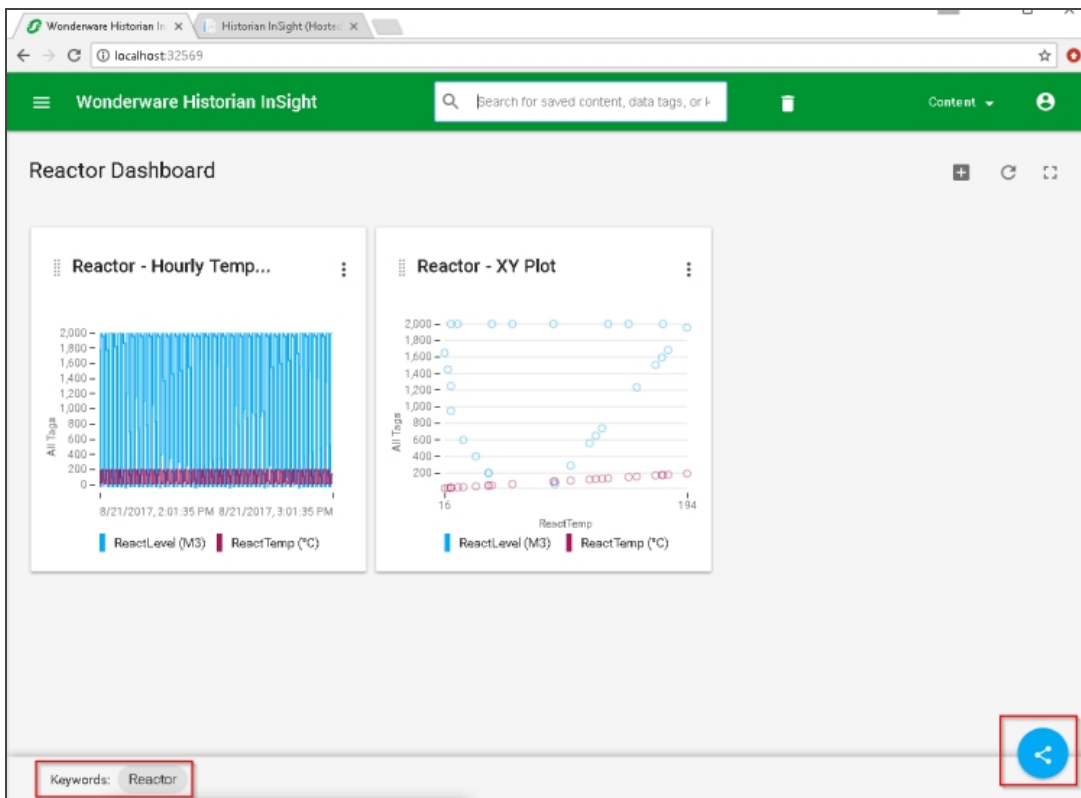 Wonderware Historian In
Historian InSight (Hosted
localhost:32569
Wonderware Historian InSight
Search for saved content, data tags, or k
Content
Reactor Dashboard
Reactor - Hourly Temp...
2,000
1,800
1,600
1,400
1,200
1,000
800
600
400
200
0
All Tags
8/21/2017, 2:01:35 PM 8/21/2017, 3:01:35 PM
ReactLevel (M3) ReactTemp (°C)
Reactor - XY Plot
2,000
1,800
1,600
1,400
1,200
1,000
800
600
400
200
All Tags
16 194
ReactTemp
ReactLevel (M3) ReactTemp (°C)
Keywords: Reactor